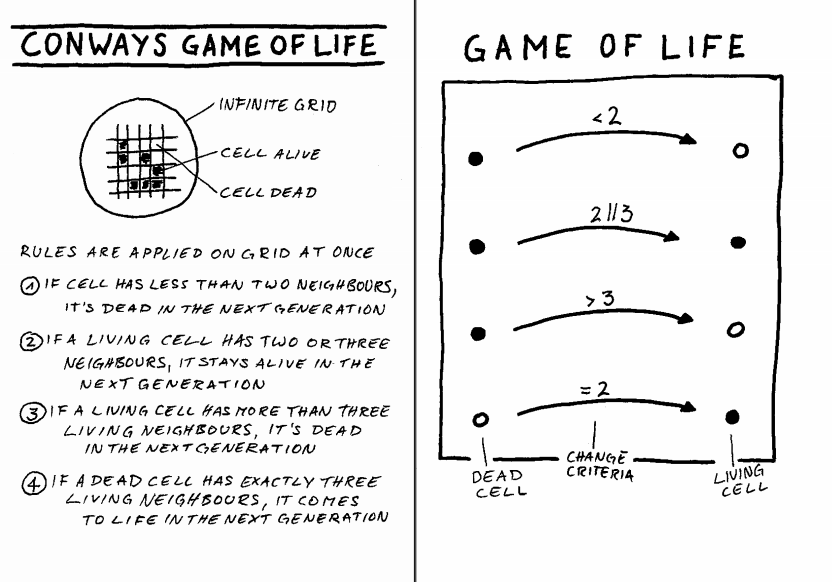 CONWAYS GAME OF LIFE
INFINITE GRID
CELL ALIVE
CELL DEAD
RULES ARE APPLIED ON GRID AT ONCE
1 IF CELL HAS LESS THAN TWO NEIGHBOURS,
IT'S DEAD IN THE NEXT GENERATION
2 IF A LIVING CELL HAS TWO OR THREE
NEIGHBOURS, IT STAYS ALIVE IN THE
NEXT GENERATION
3 IF A LIVING CELL HAS MORE THAN THREE
LIVING NEIGHBOURS, IT'S DEAD
IN THE NEXT GENERATION
4 IF A DEAD CELL HAS EXACTLY THREE
LIVING NEIGHBOURS, IT COMES
TO LIFE IN THE NEXT GENERATION
GAME OF LIFE
<2
2||3
>3
=2
DEAD
CELL
CHANGE
CRITERIA
LIVING
CELL